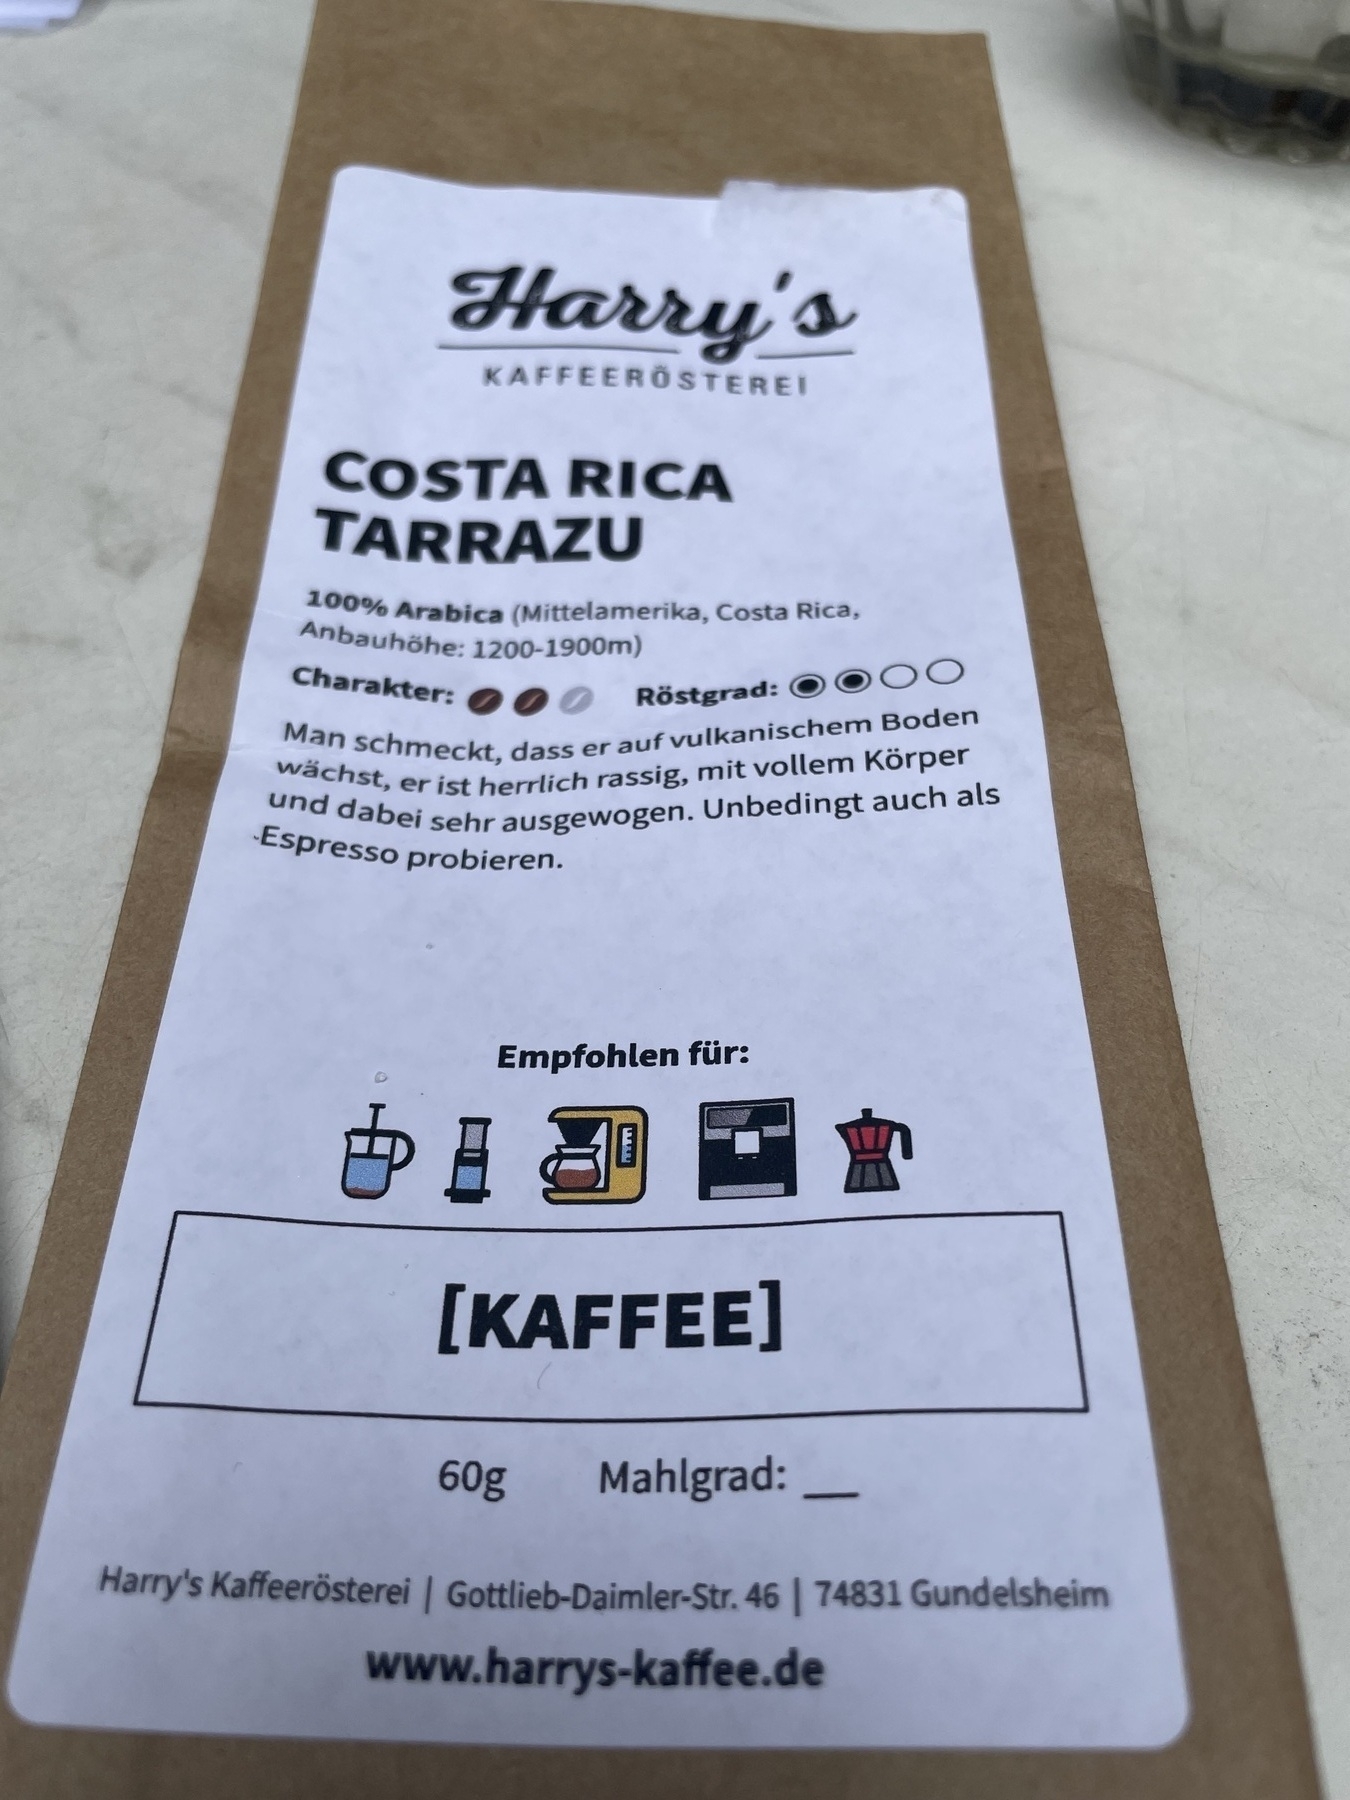 Harry's
KAFFEERÖSTEREI
COSTA RICA
TARRAZU
100% Arabica (Mittelamerika, Costa Rica,
Anbauhöhe: 1200-1900m)
Charakter: Röstgrad:
Man schmeckt, dass er auf vulkanischem Boden
wächst, er ist herrlich rassig, mit vollem Körper
und dabei sehr ausgewogen. Unbedingt auch als
Espresso probieren.
Empfohlen für:
[KAFFEE]
60g Mahlgrad: __
Harry's Kaffeerösterei | Gottlieb-Daimler-Str. 46 | 74831 Gundelsheim
www.harrys-kaffee.de